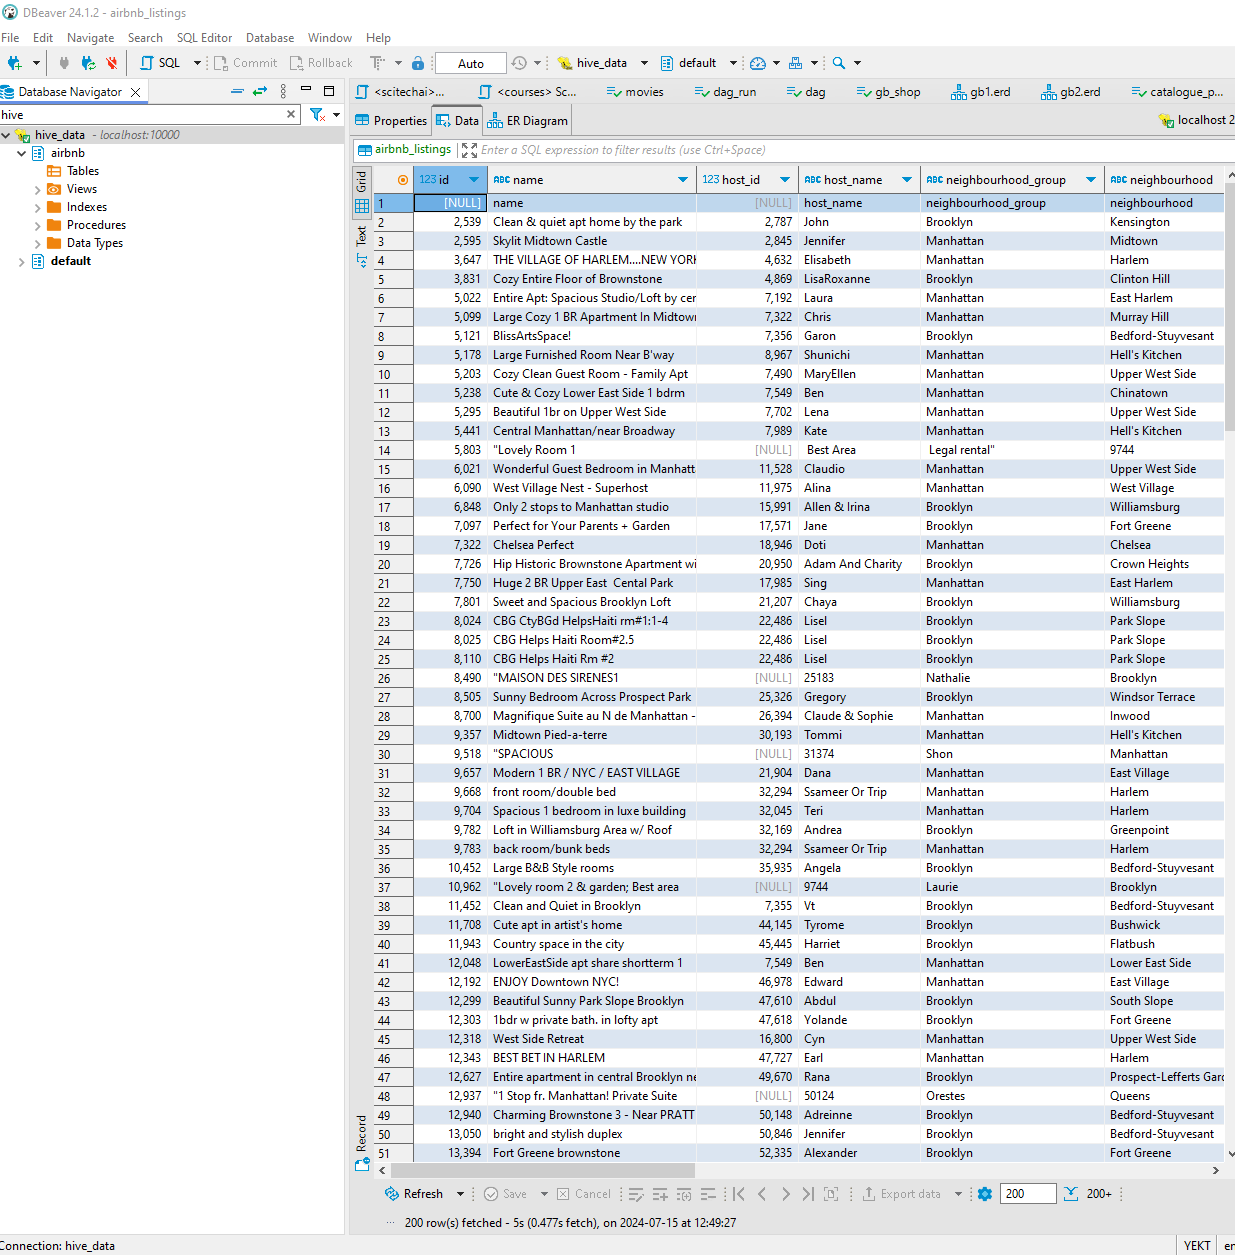 DBeaver 24.1.2 - airbnb_listings
File Edit Navigate Search SQL Editor Database Window Help
SQL Commit Rollback T Auto hive_data default
Database Navigator <scitechai>... <courses> Sc... movies dag_run dag gb_shop gb1.erd gb2.erd catalogue_p...
hive Properties Data ER Diagram localhost 2
hive_data - localhost:10000
airbnb
Tables
Views
Indexes
Procedures
Data Types
default
airbnb_listings Enter a SQL expression to filter results (use Ctrl+Space)
Grid
Text
Record
123 id ABC name 123 host_id ABC host_name ABC neighbourhood_group ABC neighbourhood
1 [NULL] name [NULL] host_name neighbourhood_group neighbourhood
2 2,539 Clean & quiet apt home by the park 2,787 John Brooklyn Kensington
3 2,595 Skylit Midtown Castle 2,845 Jennifer Manhattan Midtown
4 3,647 THE VILLAGE OF HARLEM....NEW YORK 4,632 Elisabeth Manhattan Harlem
5 3,831 Cozy Entire Floor of Brownstone 4,869 LisaRoxanne Brooklyn Clinton Hill
6 5,022 Entire Apt: Spacious Studio/Loft by cer 7,192 Laura Manhattan East Harlem
7 5,099 Large Cozy 1 BR Apartment In Midtow 7,322 Chris Manhattan Murray Hill
8 5,121 BlissArtsSpace! 7,356 Garon Brooklyn Bedford-Stuyvesant
9 5,178 Large Furnished Room Near B'way 8,967 Shunichi Manhattan Hell's Kitchen
10 5,203 Cozy Clean Guest Room - Family Apt 7,490 MaryEllen Manhattan Upper West Side
11 5,238 Cute & Cozy Lower East Side 1 bdrm 7,549 Ben Manhattan Chinatown
12 5,295 Beautiful 1br on Upper West Side 7,702 Lena Manhattan Upper West Side
13 5,441 Central Manhattan/near Broadway 7,989 Kate Manhattan Hell's Kitchen
14 5,803 "Lovely Room 1 [NULL] Best Area Legal rental" 9744
15 6,021 Wonderful Guest Bedroom in Manhatt 11,528 Claudio Manhattan Upper West Side
16 6,090 West Village Nest - Superhost 11,975 Alina Manhattan West Village
17 6,848 Only 2 stops to Manhattan studio 15,991 Allen & Irina Brooklyn Williamsburg
18 7,097 Perfect for Your Parents + Garden 17,571 Jane Brooklyn Fort Greene
19 7,322 Chelsea Perfect 18,946 Doti Manhattan Chelsea
20 7,726 Hip Historic Brownstone Apartment wi 20,950 Adam And Charity Brooklyn Crown Heights
21 7,750 Huge 2 BR Upper East  Cental Park 17,985 Sing Manhattan East Harlem
22 7,801 Sweet and Spacious Brooklyn Loft 21,207 Chaya Brooklyn Williamsburg
23 8,024 CBG CtyBGd HelpsHaiti rm#1:1-4 22,486 Lisel Brooklyn Park Slope
24 8,025 CBG Helps Haiti Room#2.5 22,486 Lisel Brooklyn Park Slope
25 8,110 CBG Helps Haiti Rm #2 22,486 Lisel Brooklyn Park Slope
26 8,490 "MAISON DES SIRENES1 [NULL] 25183 Nathalie Brooklyn
27 8,505 Sunny Bedroom Across Prospect Park 25,326 Gregory Brooklyn Windsor Terrace
28 8,700 Magnifique Suite au N de Manhattan - 26,394 Claude & Sophie Manhattan Inwood
29 9,357 Midtown Pied-a-terre 30,193 Tommi Manhattan Hell's Kitchen
30 9,518 "SPACIOUS [NULL] 31374 Shon Manhattan
31 9,657 Modern 1 BR / NYC / EAST VILLAGE 21,904 Dana Manhattan East Village
32 9,668 front room/double bed 32,294 Ssameer Or Trip Manhattan Harlem
33 9,704 Spacious 1 bedroom in luxe building 32,045 Teri Manhattan Harlem
34 9,782 Loft in Williamsburg Area w/ Roof 32,169 Andrea Brooklyn Greenpoint
35 9,783 back room/bunk beds 32,294 Ssameer Or Trip Manhattan Harlem
36 10,452 Large B&B Style rooms 35,935 Angela Brooklyn Bedford-Stuyvesant
37 10,962 "Lovely room 2 & garden; Best area [NULL] 9744 Laurie Brooklyn
38 11,452 Clean and Quiet in Brooklyn 7,355 Vt Brooklyn Bedford-Stuyvesant
39 11,708 Cute apt in artist's home 44,145 Tyrome Brooklyn Bushwick
40 11,943 Country space in the city 45,445 Harriet Brooklyn Flatbush
41 12,048 LowerEastSide apt share shortterm 1 7,549 Ben Manhattan Lower East Side
42 12,192 ENJOY Downtown NYC! 46,978 Edward Manhattan East Village
43 12,299 Beautiful Sunny Park Slope Brooklyn 47,610 Abdul Brooklyn South Slope
44 12,303 1bdr w private bath. in lofty apt 47,618 Yolande Brooklyn Fort Greene
45 12,318 West Side Retreat 16,800 Cyn Manhattan Upper West Side
46 12,343 BEST BET IN HARLEM 47,727 Earl Manhattan Harlem
47 12,627 Entire apartment in central Brooklyn ne 49,670 Rana Brooklyn Prospect-Lefferts Gard
48 12,937 "1 Stop fr. Manhattan! Private Suite [NULL] 50124 Orestes Queens
49 12,940 Charming Brownstone 3 - Near PRATT 50,148 Adreinne Brooklyn Bedford-Stuyvesant
50 13,050 bright and stylish duplex 50,846 Jennifer Brooklyn Bedford-Stuyvesant
51 13,394 Fort Greene brownstone 52,335 Alexander Brooklyn Fort Greene
Refresh Save Cancel Export data 200 200+
200 row(s) fetched - 5s (0.477s fetch), on 2024-07-15 at 12:49:27
Connection: hive_data YEKT en